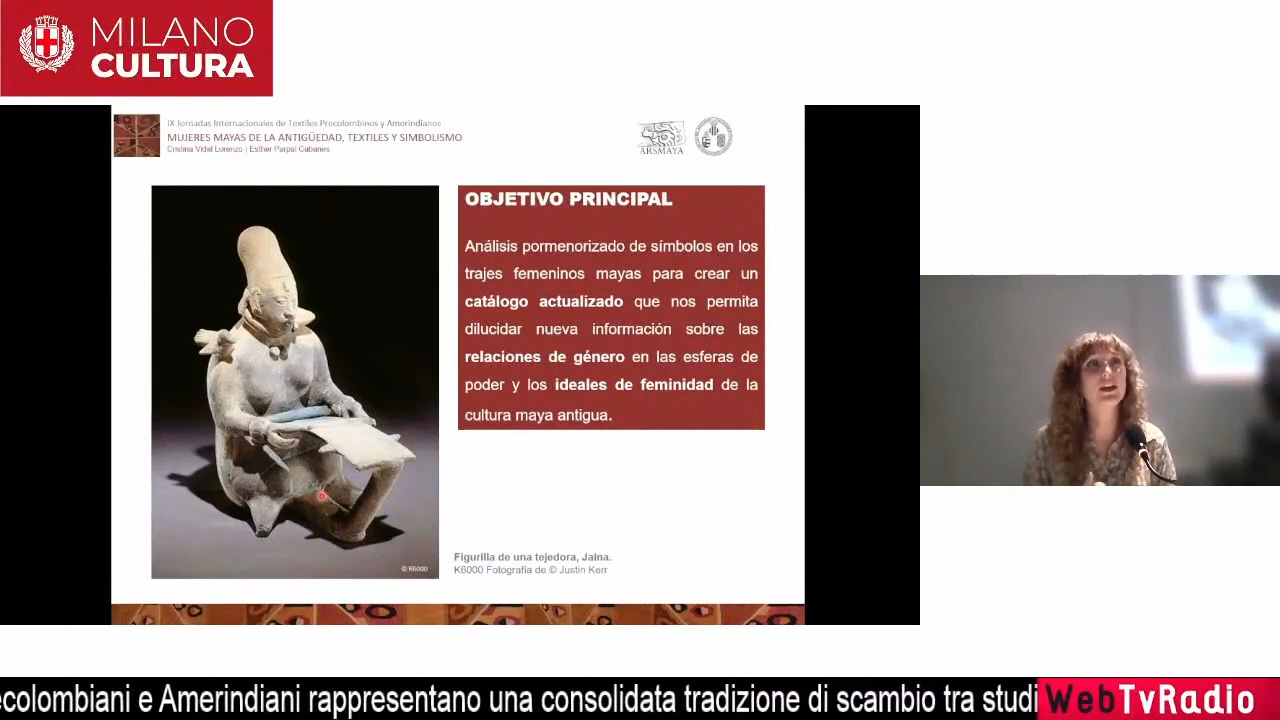 MILANO
CULTURA
IX Jornadas Internacionales de Textiles Precolombinos y Amerindianos
MUJERES MAYAS DE LA ANTIGÜEDAD, TEXTILES Y SIMBOLISMO
Cristina Vidal Lorenzo | Esther Parpal Cabanes
ARSMAYA
OBJETIVO PRINCIPAL
Análisis pormenorizado de símbolos en los
trajes femeninos mayas para crear un
catálogo actualizado que nos permita
dilucidar nueva información sobre las
relaciones de género en las esferas de
poder y los ideales de feminidad de la
cultura maya antigua.
© K6000
Figurilla de una tejedora, Jaina.
K6000 Fotografía de © Justin Kerr
ecolombiani e Amerindiani rappresentano una consolidata tradizione di scambio tra studi
WebTvRadio